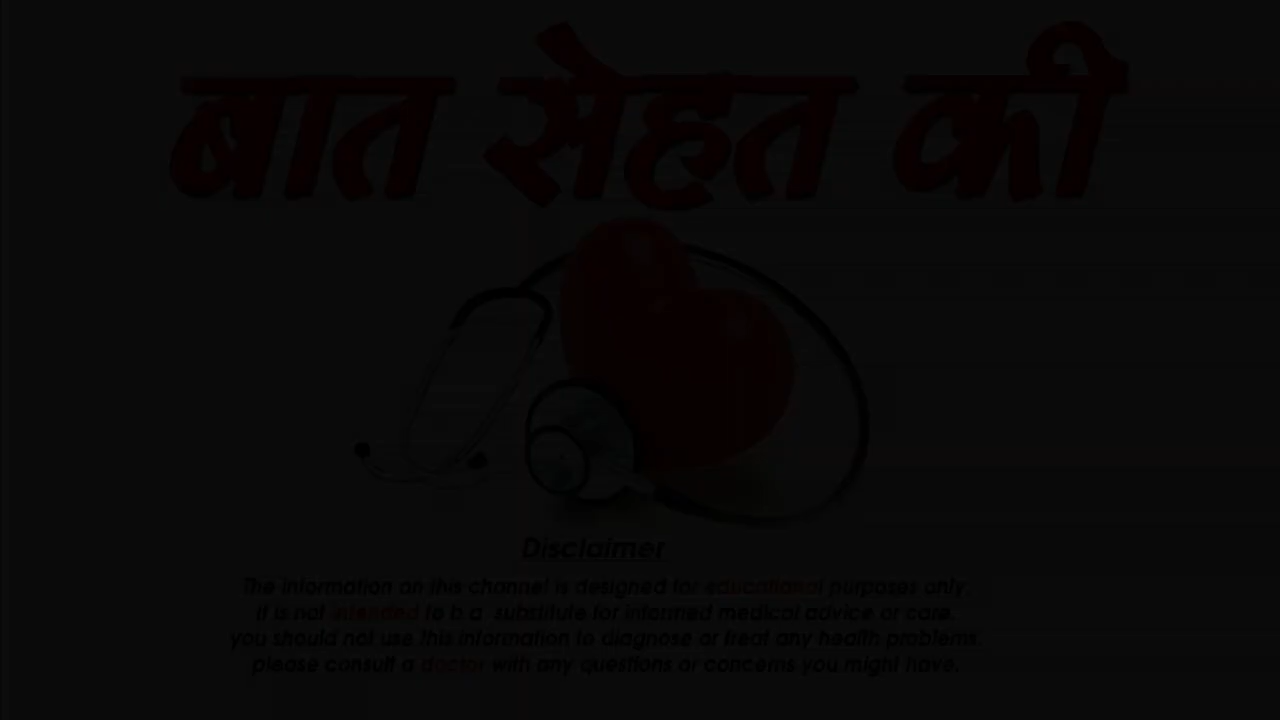 बात सेहत की
Disclaimer
The information on this channel is designed for educational purposes only.
it is not intended to b a substitute for informed medical advice or care.
you should not use this information to diagnose or treat any health problems.
please consult a doctor with any questions or concerns you might have.